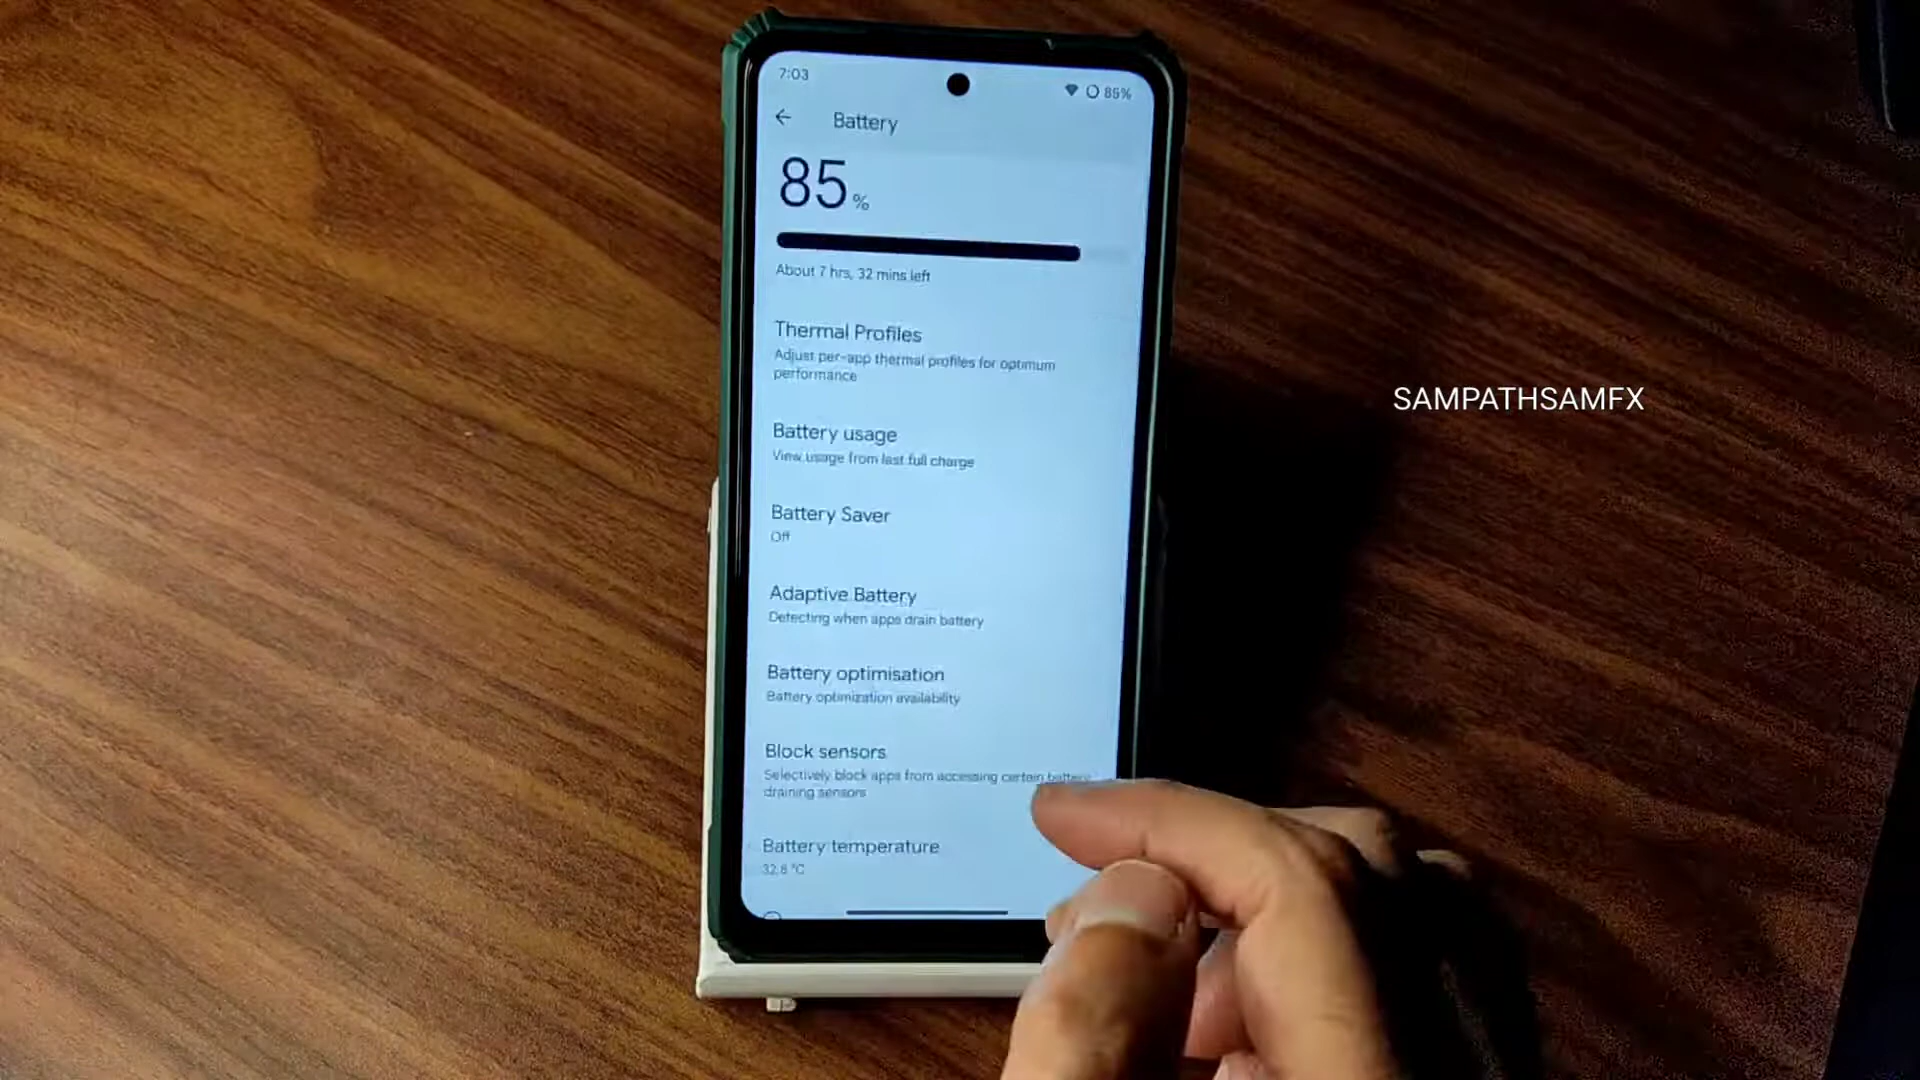 7:03
85%
Battery
85%
About 7 hrs, 32 mins left
Thermal Profiles
Adjust per-app thermal profiles for optimum
performance
Battery usage
View usage from last full charge
Battery Saver
Off
Adaptive Battery
Detecting when apps drain battery
Battery optimisation
Battery optimization availability
Block sensors
Selectively block apps from accessing certain battery
draining sensors
Battery temperature
32.8 °C
SAMPATHSAMFX